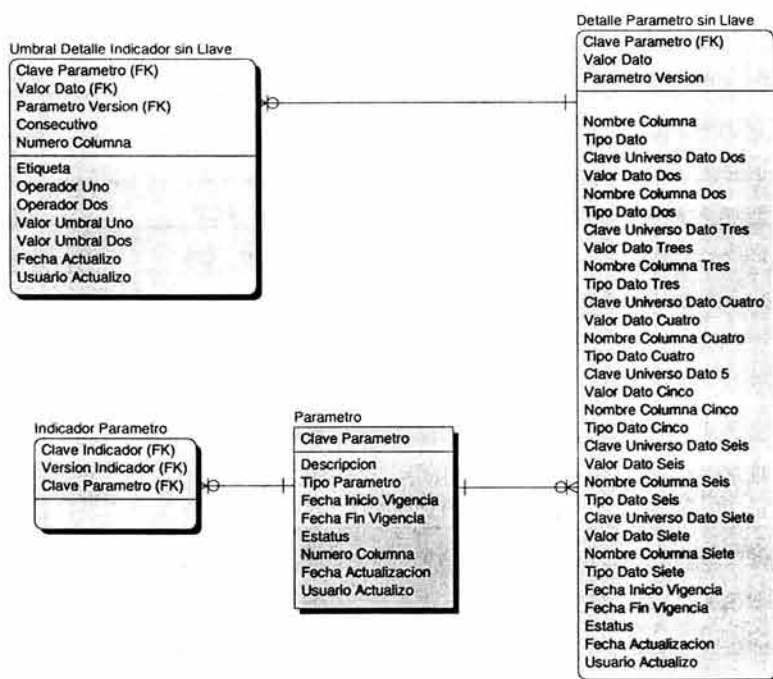 Umbral Detalle Indicador sin Llave
Clave Parametro (FK)
Valor Dato (FK)
Parametro Version (FK)
Consecutivo
Numero Columna
Etiqueta
Operador Uno
Operador Dos
Valor Umbral Uno
Valor Umbral Dos
Fecha Actualizo
Usuario Actualizo
Detalle Parametro sin Llave
Clave Parametro (FK)
Valor Dato
Parametro Version
Nombre Columna
Tipo Dato
Clave Universo Dato Dos
Valor Dato Dos
Nombre Columna Dos
Tipo Dato Dos
Clave Universo Dato Tres
Valor Dato Trees
Nombre Columna Tres
Tipo Dato Tres
Clave Universo Dato Cuatro
Valor Dato Cuatro
Nombre Columna Cuatro
Tipo Dato Cuatro
Clave Universo Dato 5
Valor Dato Cinco
Nombre Columna Cinco
Tipo Dato Cinco
Clave Universo Dato Seis
Valor Dato Seis
Nombre Columna Seis
Tipo Dato Seis
Clave Universo Dato Siete
Valor Dato Siete
Nombre Columna Siete
Tipo Dato Siete
Fecha Inicio Vigencia
Fecha Fin Vigencia
Estatus
Fecha Actualizacion
Usuario Actualizo
Indicador Parametro
Clave Indicador (FK)
Version Indicador (FK)
Clave Parametro (FK)
Parametro
Clave Parametro
Descripcion
Tipo Parametro
Fecha Inicio Vigencia
Fecha Fin Vigencia
Estatus
Numero Columna
Fecha Actualizacion
Usuario Actualizo